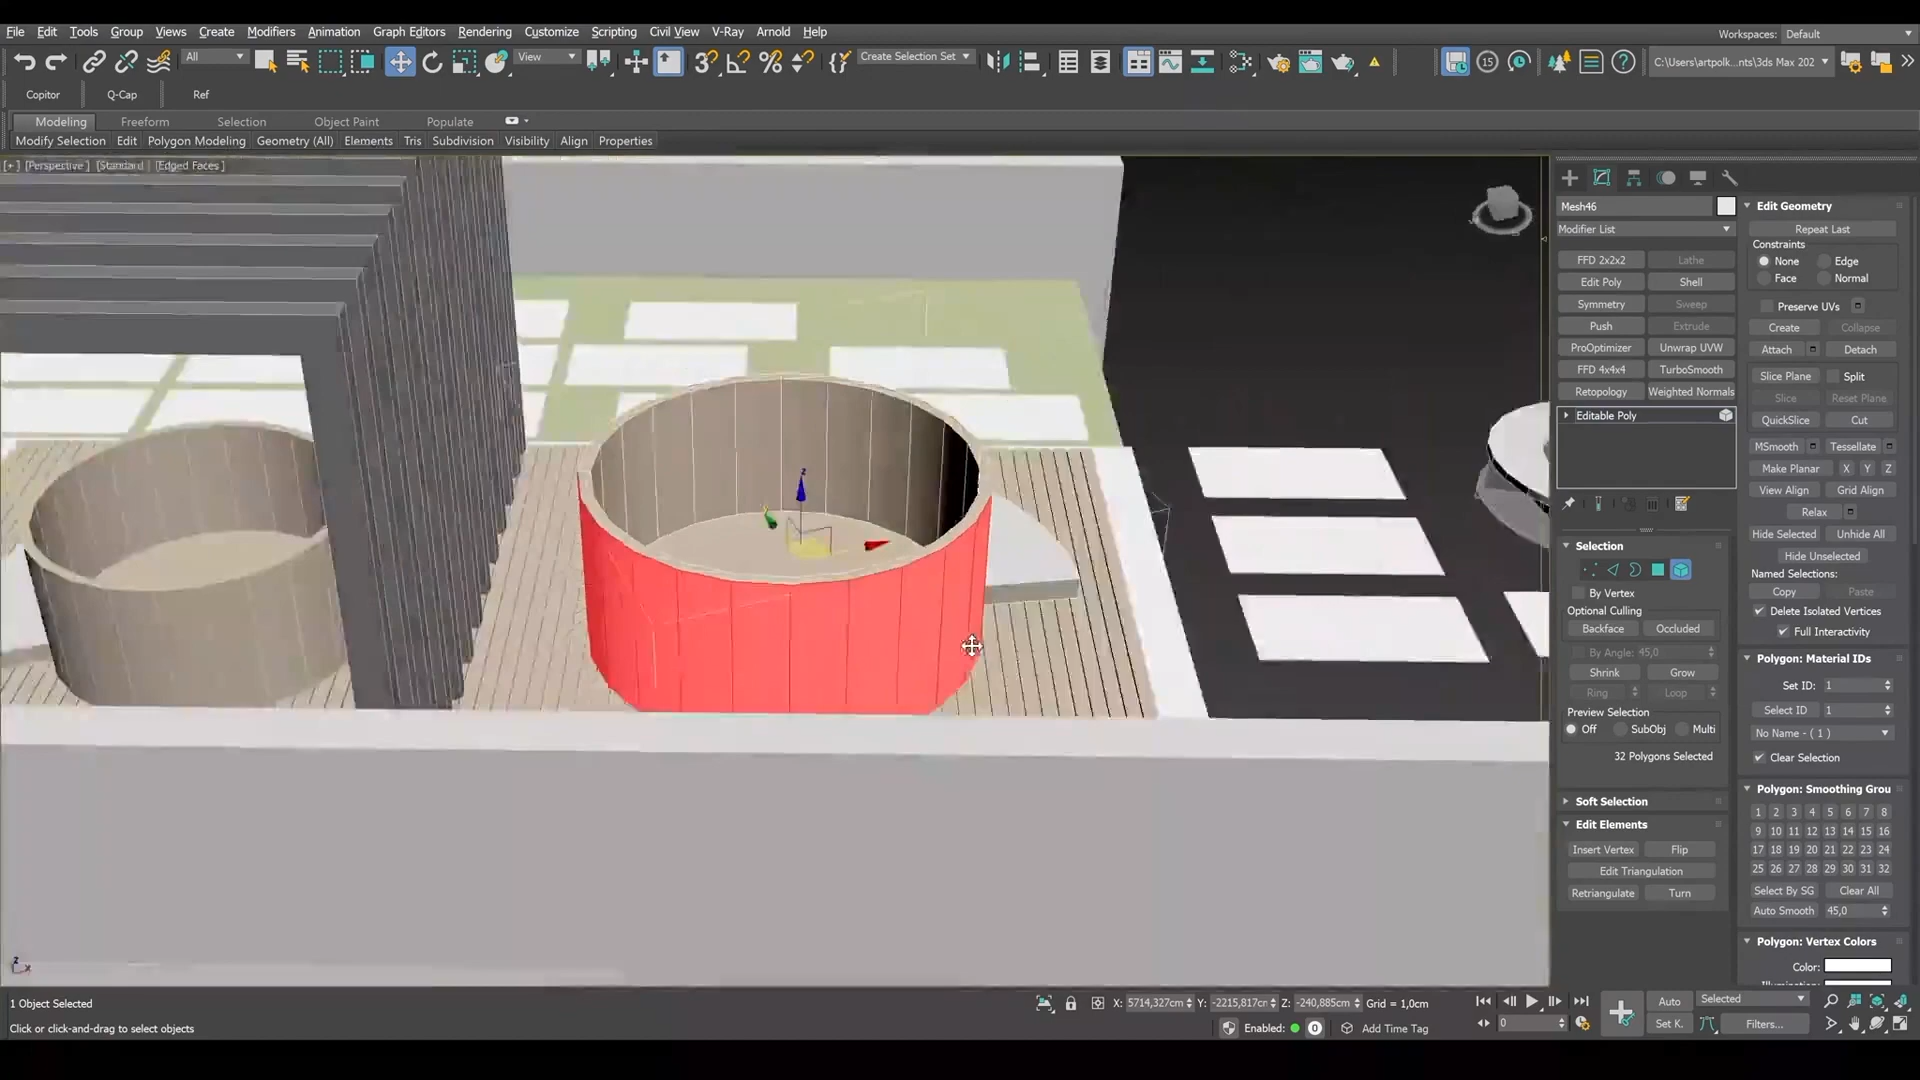 File Edit Tools Group Views Create Modifiers Animation Graph Editors Rendering Customize Civil View Scripting V-Ray Arnold Help
Workspaces: Default
All View Create Selection Set 15 C:\Users\artpolk...nts\3ds Max 202
Copitor Q-Cap Ref
Modeling Freeform Selection Object Paint Populate
Modify Selection Edit Polygon Modeling Geometry (All) Elements Tris Subdivision Visibility Align Properties
[+] [Perspective] [Standard] [Edged Faces]
Mesh46
Modifier List
FFD 2x2x2 Lathe
Edit Poly Shell
Symmetry Sweep
Push Extrude
ProOptimizer Unwrap UVW
FFD 4x4x4 TurboSmooth
Retopology Weighted Normals
Editable Poly
Selection
By Vertex
Optional Culling
Backface Occluded
By Angle: 45,0
Shrink Grow
Ring Loop
Preview Selection
Off SubObj Multi
32 Polygons Selected
Soft Selection
Edit Elements
Insert Vertex Flip
Edit Triangulation
Retriangulate Turn
Edit Geometry
Repeat Last
Constraints
None Edge
Face Normal
Preserve UVs
Create Collapse
Attach Detach
Slice Plane Split
Slice Reset Plane
QuickSlice Cut
MSmooth Tessellate
Make Planar X Y Z
View Align Grid Align
Relax
Hide Selected Unhide All
Hide Unselected
Named Selections:
Copy Paste
Delete Isolated Vertices
Full Interactivity
Polygon: Material IDs
Set ID: 1
Select ID 1
No Name - ( 1 )
Clear Selection
Polygon: Smoothing Grou
1 2 3 4 5 6 7 8
9 10 11 12 13 14 15 16
17 18 19 20 21 22 23 24
25 26 27 28 29 30 31 32
Select By SG Clear All
Auto Smooth 45,0
Polygon: Vertex Colors
Color:
z
z
x
1 Object Selected
Click or click-and-drag to select objects
X: 5714,327cm Y: -2215,817cm Z: -240,885cm Grid = 1,0cm
Enabled: 0 Add Time Tag
0
Auto Selected
Set K. Filters...